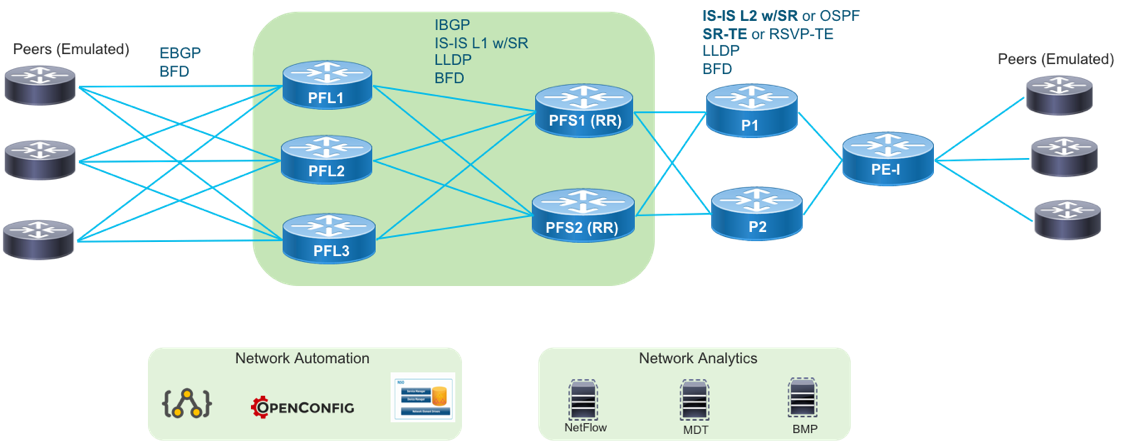 IS-IS L2 w/SR or OSPF
SR-TE or RSVP-TE
LLDP
BFD
IBGP
IS-IS L1 w/SR
LLDP
BFD
Peers (Emulated)
EBGP
BFD
Peers (Emulated)
PFL1
PFS1 (RR)
P1
PFL2
PE-I
PFL3
PFS2 (RR)
P2
Network Automation
Network Analytics
OPENCONFIG
NetFlow
MDT
BMP